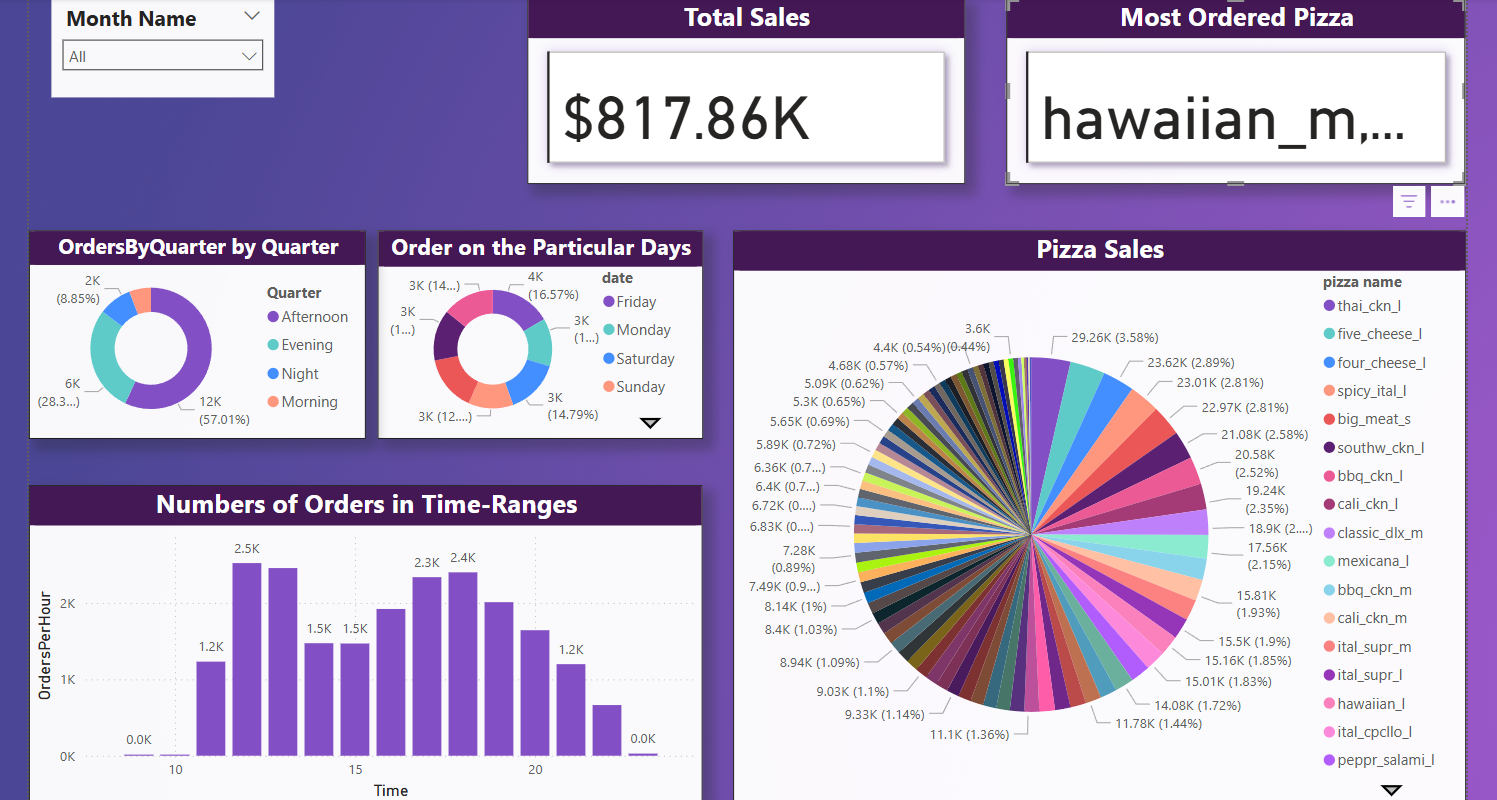 Month Name
All
Total Sales
$817.86K
Most Ordered Pizza
hawaiian_m,...
OrdersByQuarter by Quarter
2K
(8.85%)
6K
(28.3...)
12K
(57.01%)
Quarter
Afternoon
Evening
Night
Morning
Order on the Particular Days
3K (14...)
4K
(16.57%)
3K
(1...)
3K
(1...)
3K (12....)
3K
(14.79%)
date
Friday
Monday
Saturday
Sunday
Numbers of Orders in Time-Ranges
OrdersPerHour
2K
1K
0K
0.0K
1.2K
2.5K
1.5K
1.5K
2.3K
2.4K
1.2K
0.0K
10
15
20
Time
Pizza Sales
29.26K (3.58%)
23.62K (2.89%)
23.01K (2.81%)
22.97K (2.81%)
21.08K (2.58%)
20.58K
(2.52%)
19.24K
(2.35%)
18.9K (2....)
17.56K
(2.15%)
15.81K
(1.93%)
15.5K (1.9%)
15.16K (1.85%)
15.01K (1.83%)
14.08K (1.72%)
11.78K (1.44%)
11.1K (1.36%)
9.33K (1.14%)
9.03K (1.1%)
8.94K (1.09%)
8.4K (1.03%)
8.14K (1%)
7.49K (0.9...)
7.28K
(0.89%)
6.83K (0....)
6.72K (0....)
6.4K (0.7...)
6.36K (0.7...)
5.89K (0.72%)
5.65K (0.69%)
5.3K (0.65%)
5.09K (0.62%)
4.68K (0.57%)
4.4K (0.54%)
3.6K
(0.44%)
pizza name
thai_ckn_l
five_cheese_l
four_cheese_l
spicy_ital_l
big_meat_s
southw_ckn_l
bbq_ckn_l
cali_ckn_l
classic_dlx_m
mexicana_l
bbq_ckn_m
cali_ckn_m
ital_supr_m
ital_supr_l
hawaiian_l
ital_cpcllo_l
peppr_salami_l